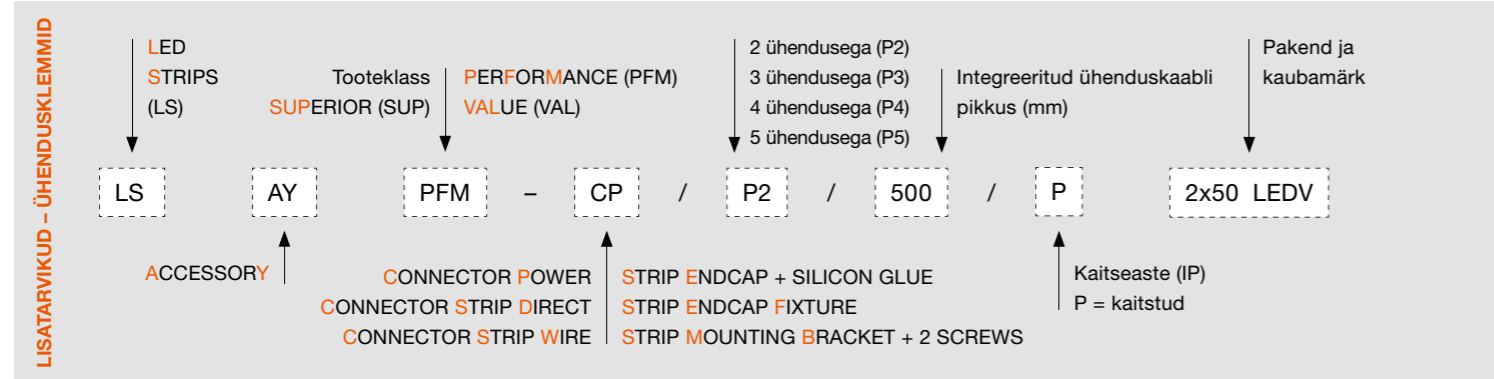 LISATARVIKUD – ÜHENDUSKLEMMID
LED
STRIPS
(LS)
Tooteklass
SUPERIOR (SUP)
PERFORMANCE (PFM)
VALUE (VAL)
2 ühendusega (P2)
3 ühendusega (P3)
4 ühendusega (P4)
5 ühendusega (P5)
Integreeritud ühenduskaabli
pikkus (mm)
Pakend ja
kaubamärk
LS AY PFM – CP / P2 / 500 / P 2x50 LEDV
ACCESSORY
CONNECTOR POWER
CONNECTOR STRIP DIRECT
CONNECTOR STRIP WIRE
STRIP ENDCAP + SILICON GLUE
STRIP ENDCAP FIXTURE
STRIP MOUNTING BRACKET + 2 SCREWS
Kaitseaste (IP)
P = kaitstud